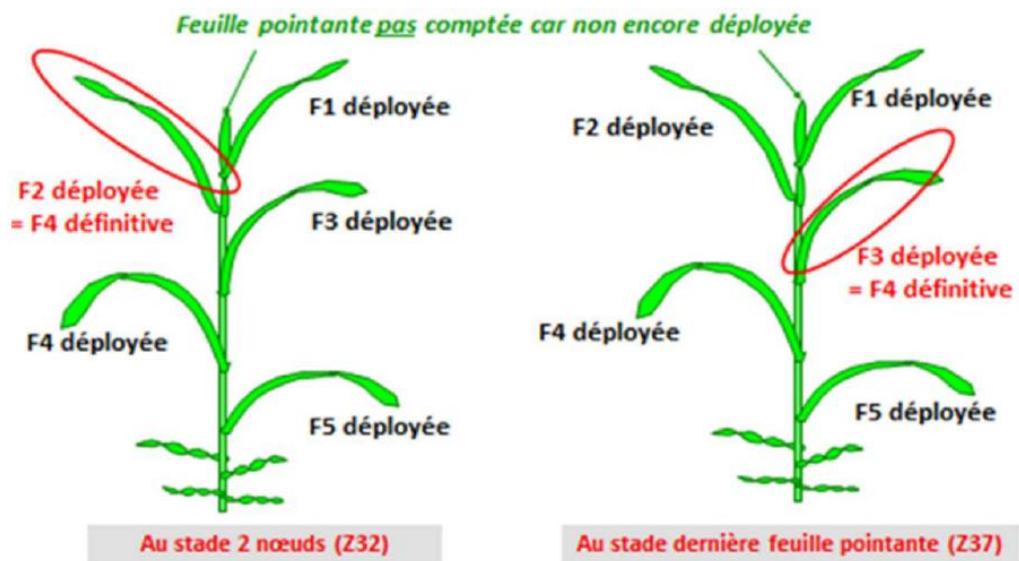 Feuille pointante pas comptée car non encore déployée
F1 déployée
F2 déployée
= F4 définitive
F3 déployée
F4 déployée
F5 déployée
Au stade 2 nœuds (Z32)
F1 déployée
F2 déployée
F3 déployée
= F4 définitive
F4 déployée
F5 déployée
Au stade dernière feuille pointante (Z37)